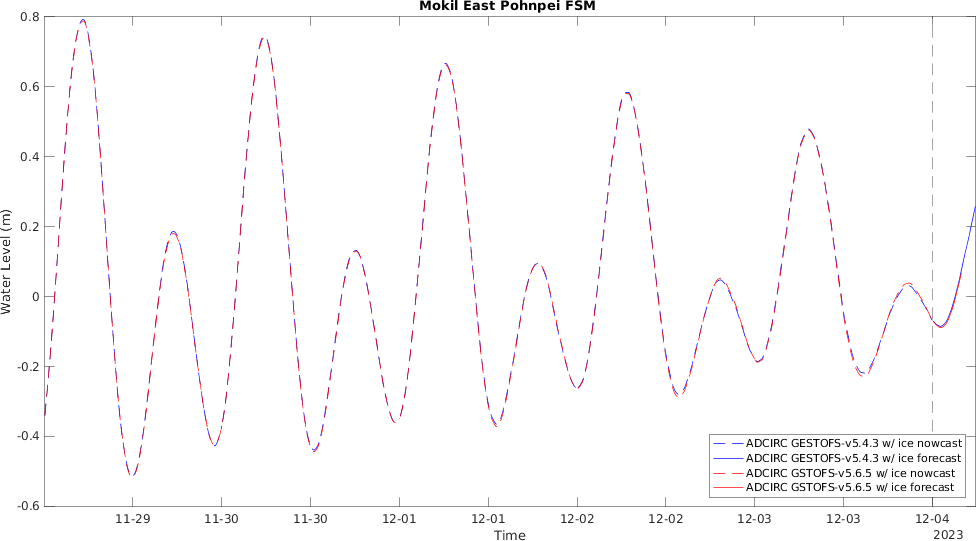 Mokil East Pohnpei FSM
0.8
0.6
0.4
0.2
0
-0.2
-0.4
-0.6
Water Level (m)
ADCIRC GESTOFS-v5.4.3 w/ ice nowcast
ADCIRC GESTOFS-v5.4.3 w/ ice forecast
ADCIRC GSTOFS-v5.6.5 w/ ice nowcast
ADCIRC GSTOFS-v5.6.5 w/ ice forecast
11-29 11-30 11-30 12-01 12-01 12-02 12-02 12-03 12-03 12-04
2023
Time